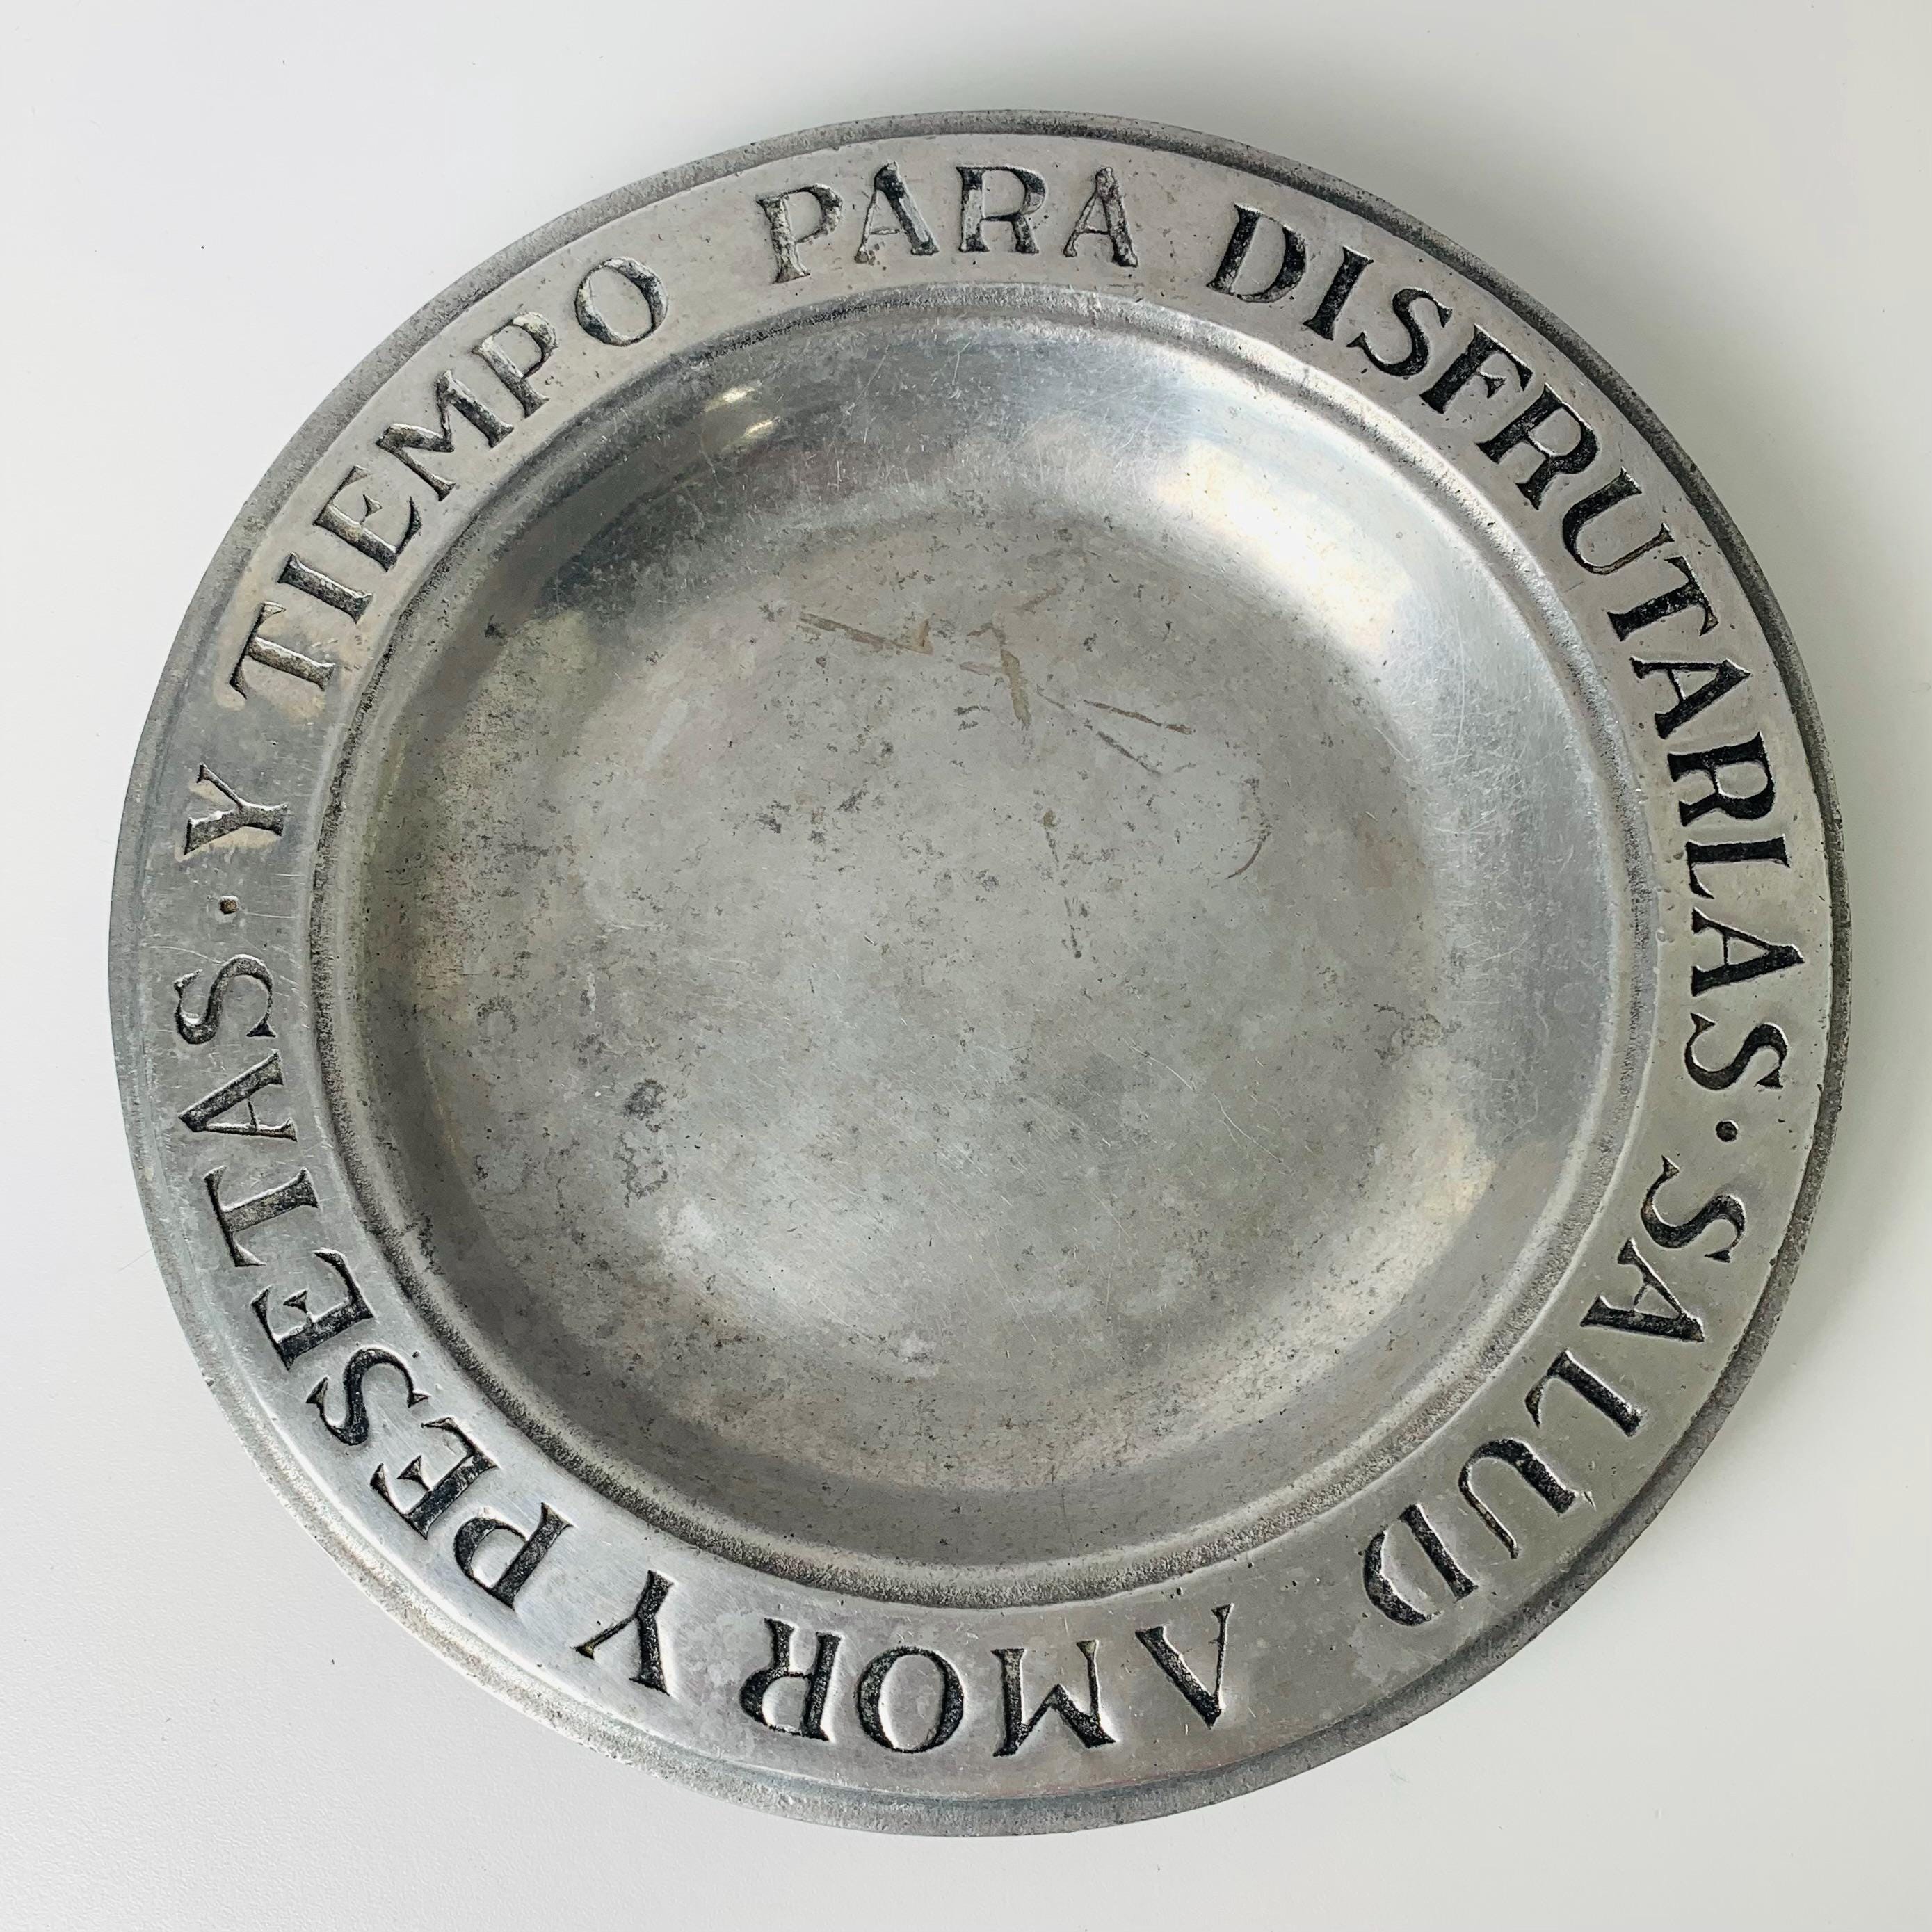 SALUD AMOR Y PESETAS · Y TIEMPO PARA DISFRUTARLAS ·